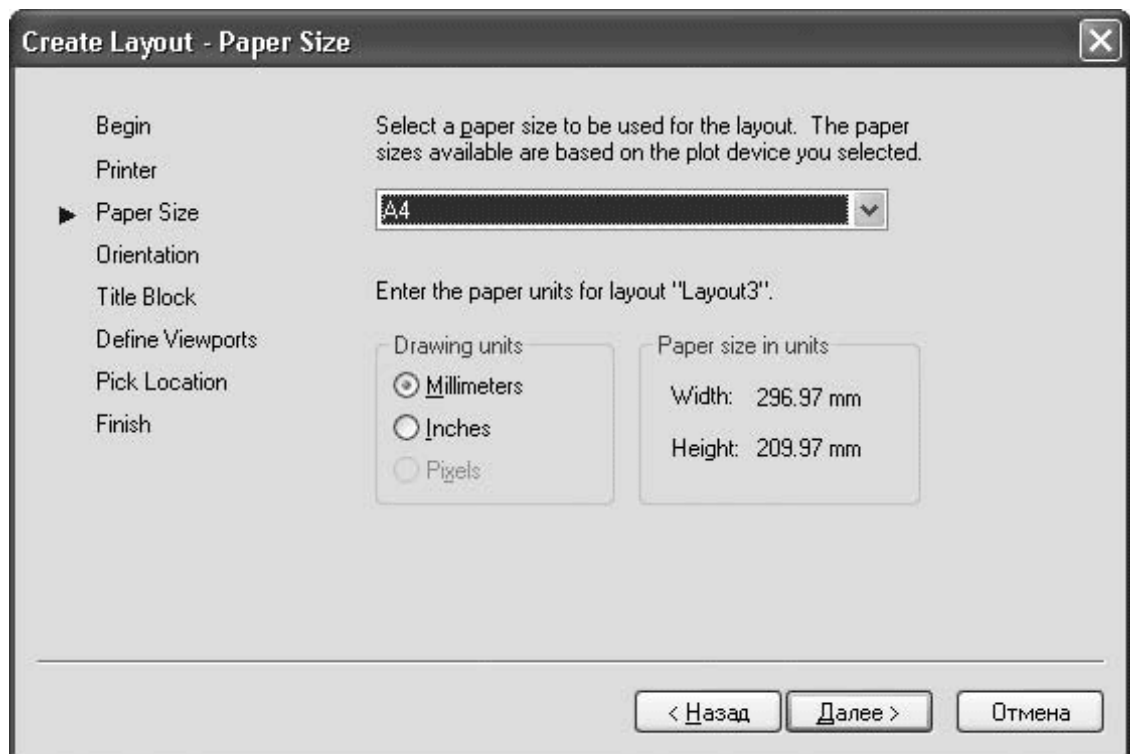 Create Layout - Paper Size
Begin
Printer
Paper Size
Orientation
Title Block
Define Viewports
Pick Location
Finish
Select a paper size to be used for the layout. The paper
sizes available are based on the plot device you selected.
A4
Enter the paper units for layout "Layout3".
Drawing units
Millimeters
Inches
Pixels
Paper size in units
Width: 296.97 mm
Height: 209.97 mm
< Назад
Далее >
Отмена